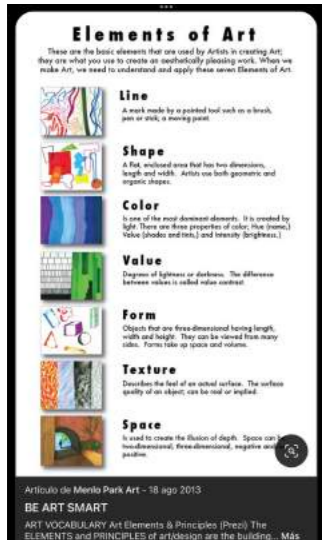 Elements of Art
These are the basic elements that are used by Artists in creating Art;
they are what you use to create an aesthetically pleasing work. When we
make Art, we need to understand and apply these seven Elements of Art.
Line
A mark made by a pointed tool such as a brush,
pen or stick; a moving point.
Shape
A flat, enclosed area that has two dimensions,
length and width. Artists use both geometric and
organic shapes.
Color
Is one of the most dominant elements. It is created by
light. There are three properties of color; Hue (name,)
Value (shades and tints,) and Intensity (brightness.)
Value
Degrees of lightness or darkness. The difference
between values is called value contrast.
Form
Objects that are three-dimensional having length,
width and height. They can be viewed from many
sides. Forms take up space and volume.
Texture
Describes the feel of an actual surface. The surface
quality of an object; can be real or implied.
Space
Is used to create the illusion of depth. Space can
two-dimensional, three-dimensional, negative and
positive.
Artículo de Menlo Park Art - 18 ago 2013
BE ART SMART
ART VOCABULARY Art Elements & Principles (Prezi) The
ELEMENTS and PRINCIPLES of art/design are the building... Más